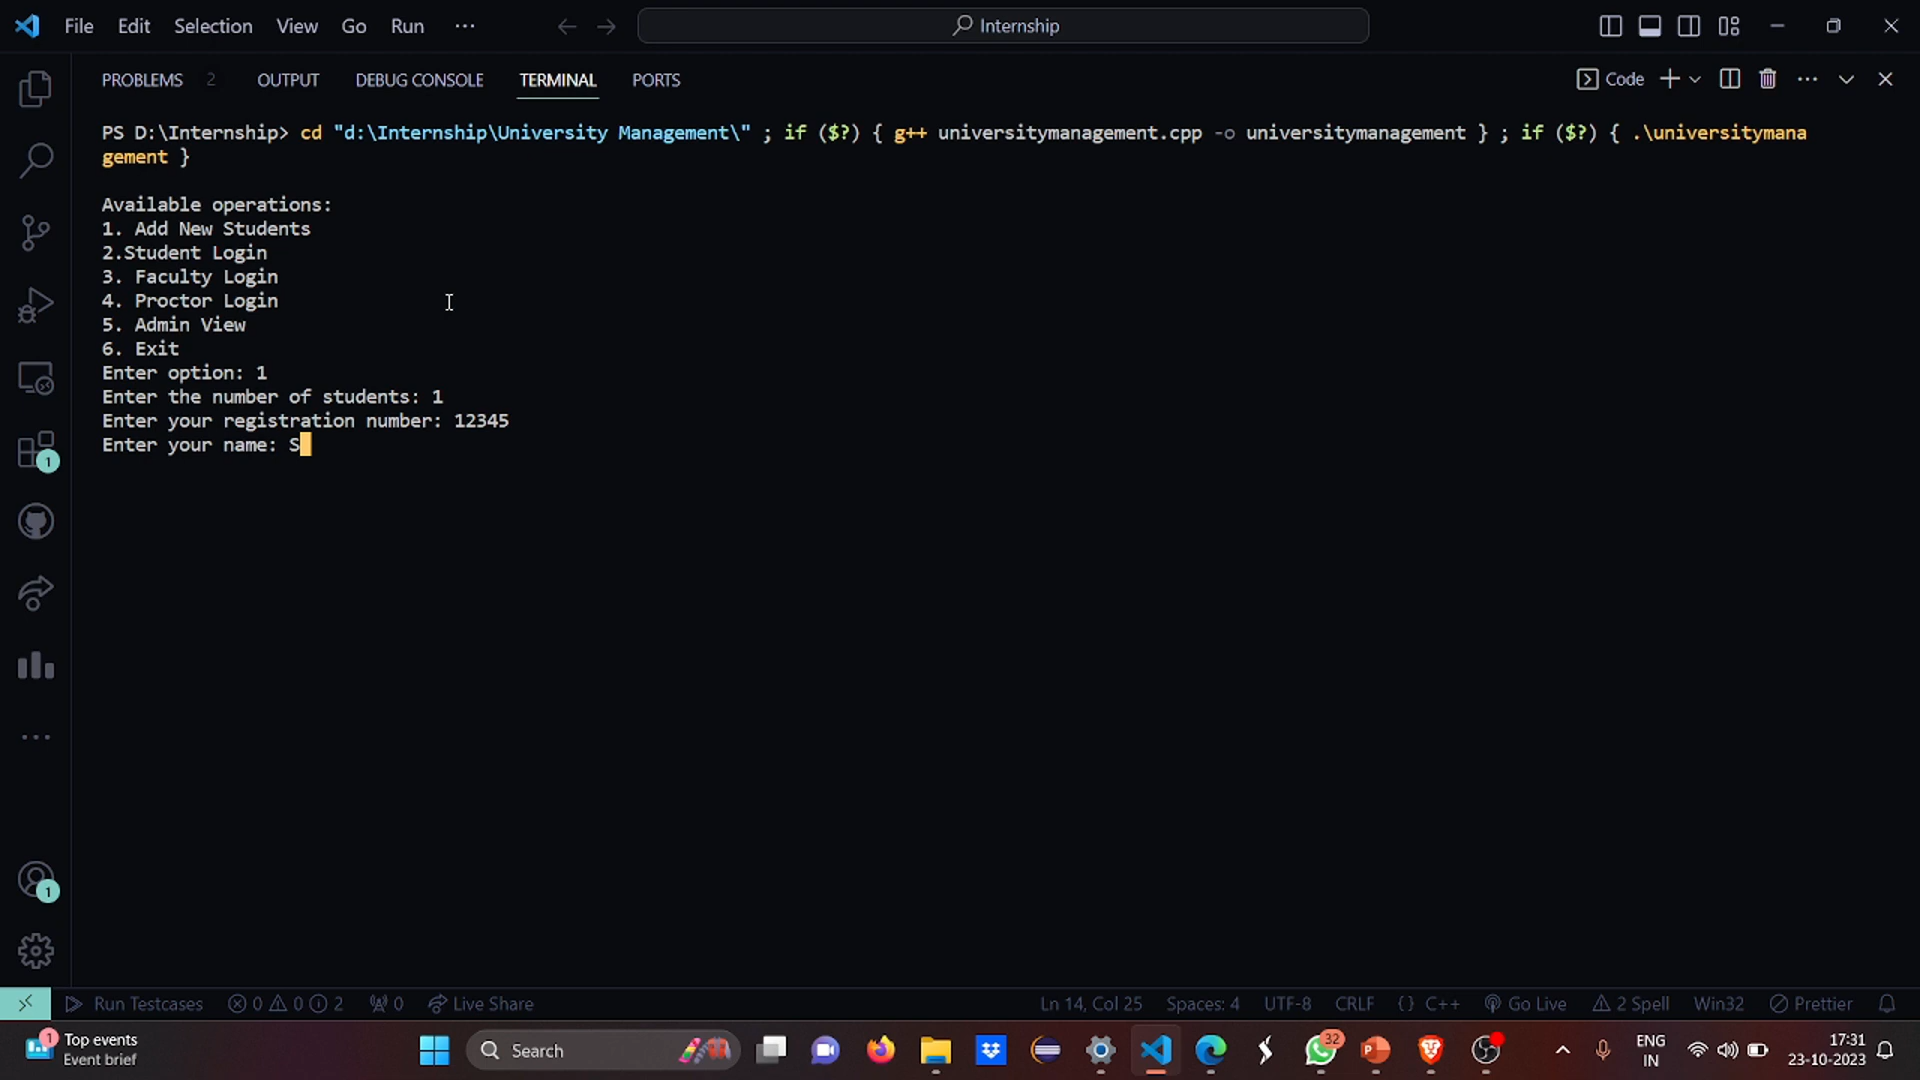 File Edit Selection View Go Run ··· Internship
PROBLEMS 2 OUTPUT DEBUG CONSOLE TERMINAL PORTS Code
PS D:\Internship> cd "d:\Internship\University Management\" ; if ($?) { g++ universitymanagement.cpp -o universitymanagement } ; if ($?) { .\universitymana
gement }
Available operations:
1. Add New Students
2.Student Login
3. Faculty Login
4. Proctor Login
5. Admin View
6. Exit
Enter option: 1
Enter the number of students: 1
Enter your registration number: 12345
Enter your name: S
1
1
Run Testcases 0 0 2 0 Live Share Ln 14, Col 25 Spaces: 4 UTF-8 CRLF {} C++ Go Live 2 Spell Win32 Prettier
1 Top events
Event brief
Search
32
ENG
IN
17:31
23-10-2023